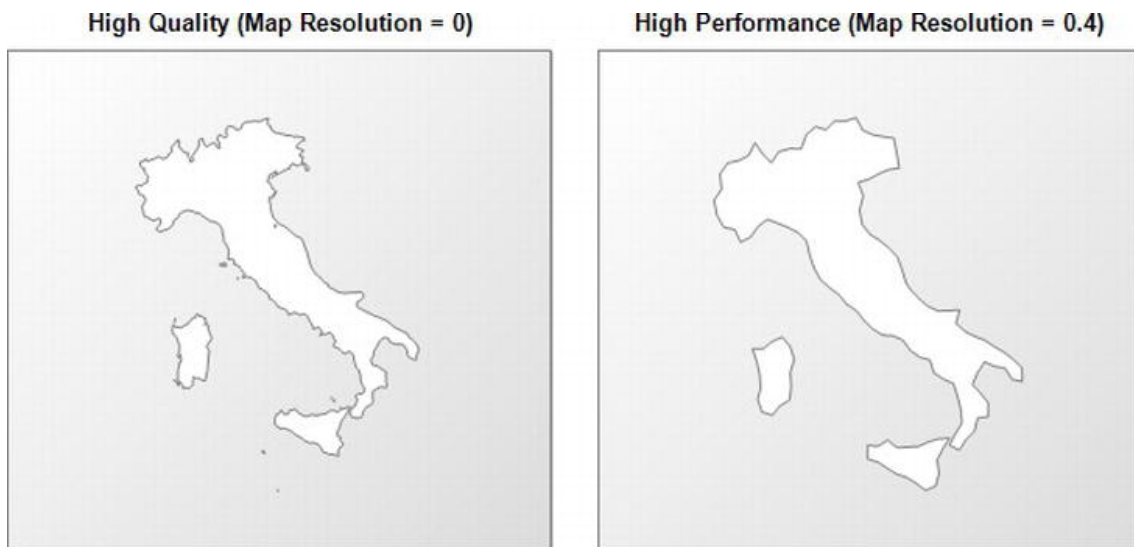 High Quality (Map Resolution = 0)
High Performance (Map Resolution = 0.4)